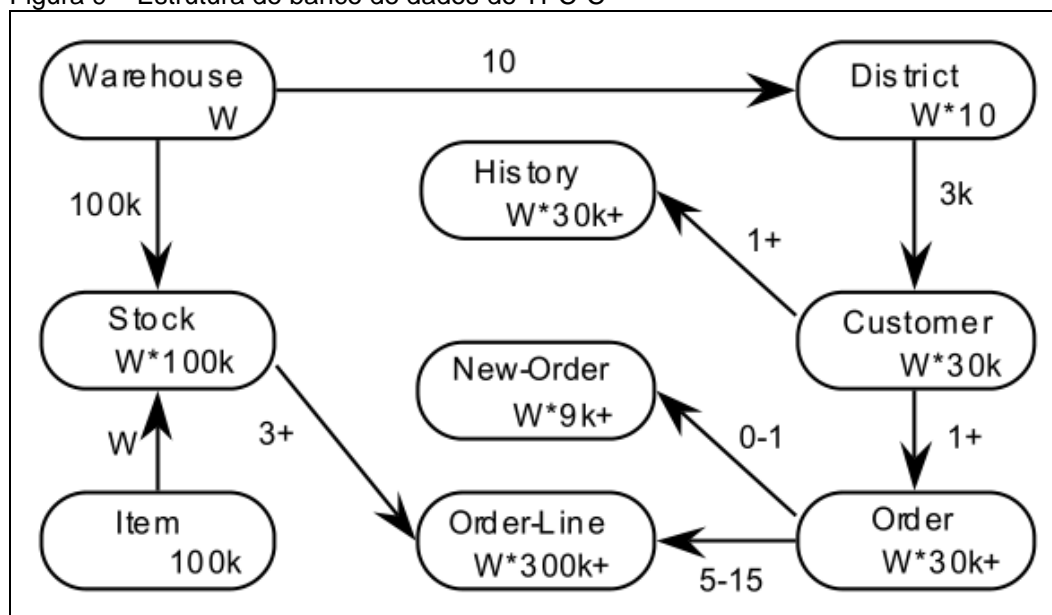 Warehouse
W
10
District
W*10
100k
History
W*30k+
3k
1+
Stock
W*100k
Customer
W*30k
New-Order
W*9k+
W
3+
0-1
1+
Item
100k
Order-Line
W*300k+
5-15
Order
W*30k+